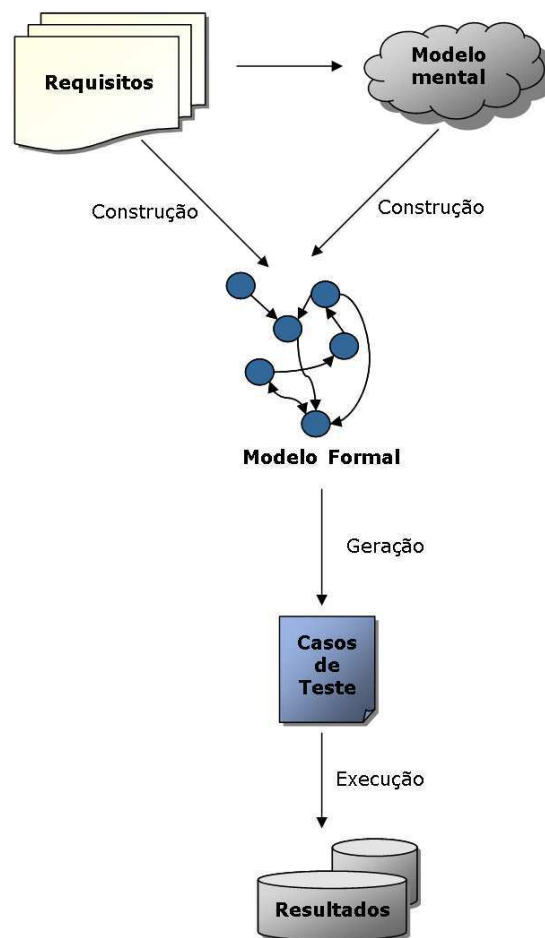 Requisitos
Modelo
mental
Construção
Construção
Modelo Formal
Geração
Casos
de
Teste
Execução
Resultados